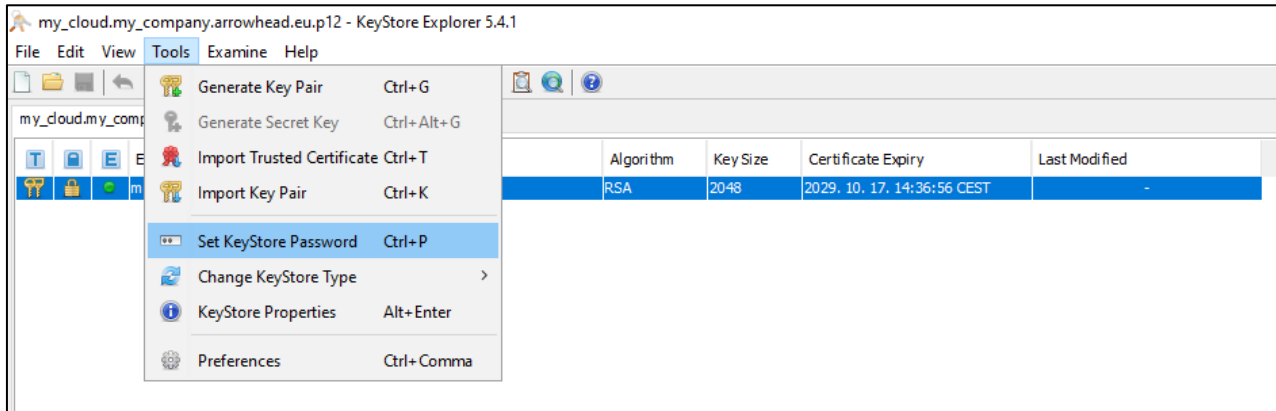 my_cloud.my_company.arrowhead.eu.p12 - KeyStore Explorer 5.4.1
File Edit View Tools Examine Help
my_cloud.my_comp
T E E Algorithm Key Size Certificate Expiry Last Modified
m RSA 2048 2029. 10. 17. 14:36:56 CEST -
Generate Key Pair Ctrl+G
Generate Secret Key Ctrl+Alt+G
Import Trusted Certificate Ctrl+T
Import Key Pair Ctrl+K
Set KeyStore Password Ctrl+P
Change KeyStore Type >
KeyStore Properties Alt+Enter
Preferences Ctrl+Comma